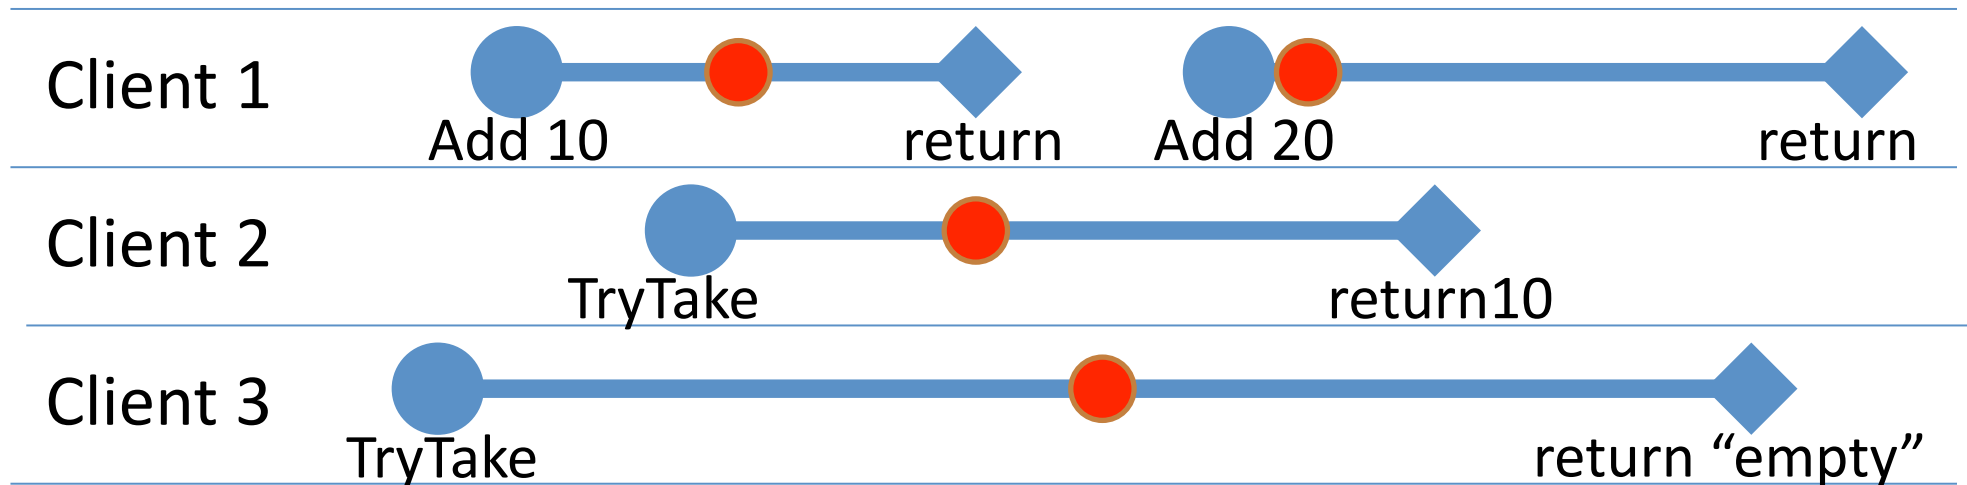 Client 1
Add 10 return Add 20 return
Client 2
TryTake return10
Client 3
TryTake return “empty”